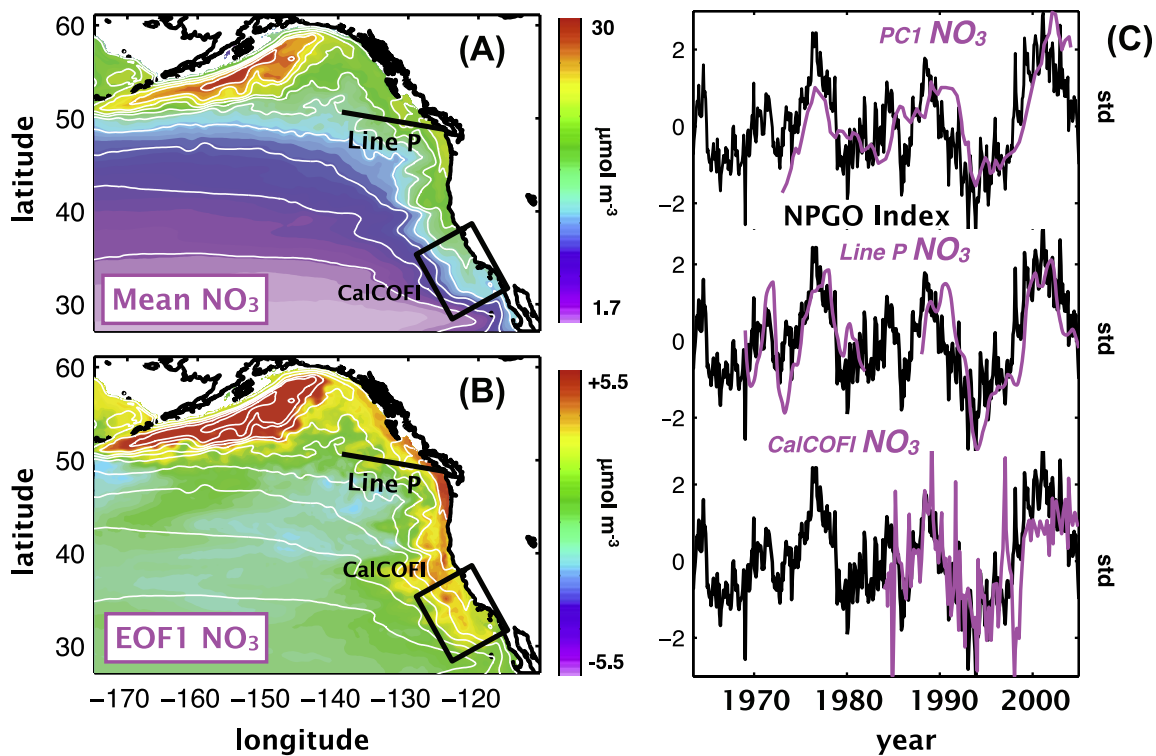 60
50
40
30
latitude
(A)
Line P
CalCOFI
Mean NO₃
30
μmol m⁻³
1.7
60
50
40
30
latitude
(B)
Line P
CalCOFI
EOF1 NO₃
+5.5
μmol m⁻³
-5.5
−170 −160 −150 −140 −130 −120
longitude
(C)
PC1 NO₃
2
0
−2
std
NPGO Index
Line P NO₃
2
0
−2
std
CalCOFI NO₃
2
0
−2
std
1970 1980 1990 2000
year